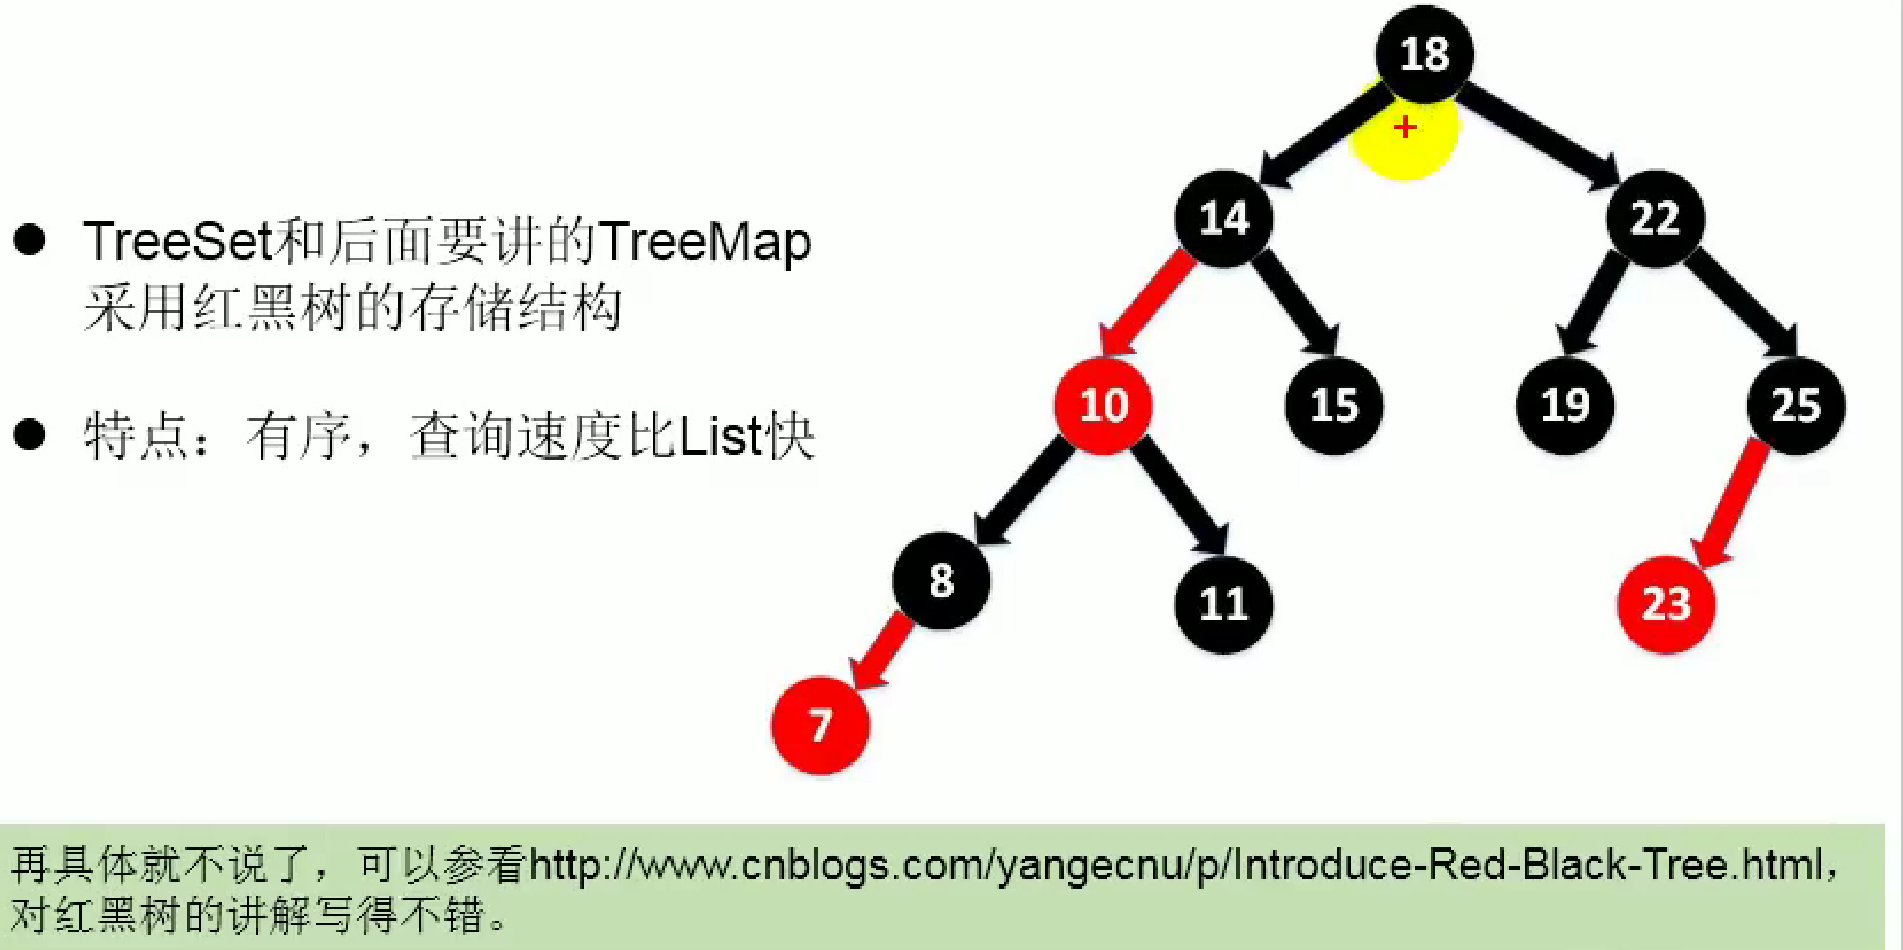 18
14
22
TreeSet和后面要讲的TreeMap
采用红黑树的存储结构
10
15
19
25
特点：有序，查询速度比List快
8
11
23
7
再具体就不说了，可以参看http://www.cnblogs.com/yangecnu/p/Introduce-Red-Black-Tree.html，
对红黑树的讲解写得不错。